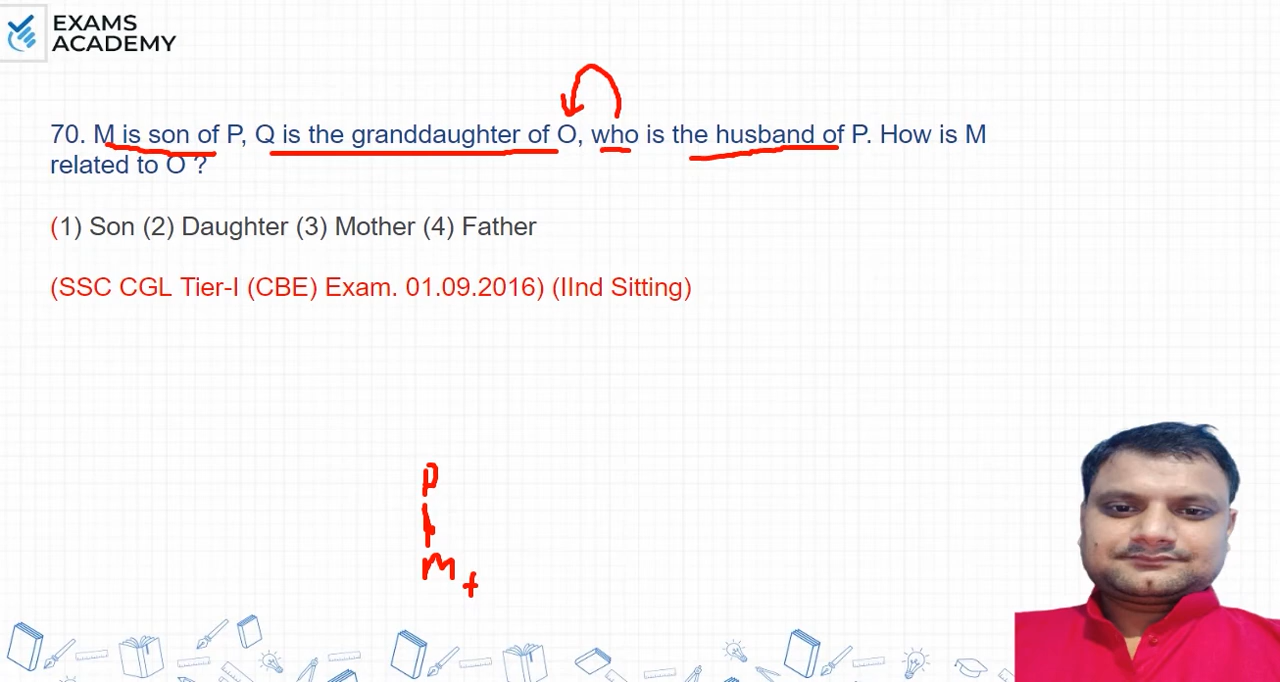 EXAMS
ACADEMY
70. M is son of P, Q is the granddaughter of O, who is the husband of P. How is M
related to O ?
(1) Son (2) Daughter (3) Mother (4) Father
(SSC CGL Tier-I (CBE) Exam. 01.09.2016) (IInd Sitting)
P
M +